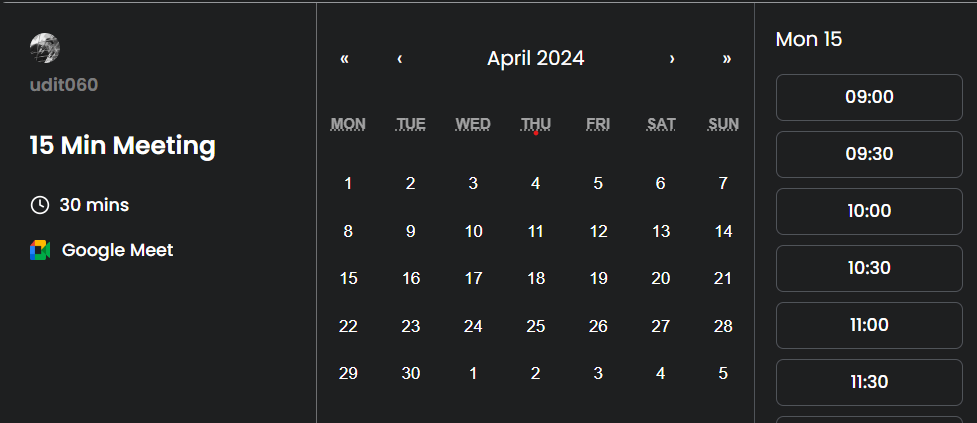 udit060
15 Min Meeting
30 mins
Google Meet
« ‹ April 2024 › »
MON TUE WED THU FRI SAT SUN
1 2 3 4 5 6 7
8 9 10 11 12 13 14
15 16 17 18 19 20 21
22 23 24 25 26 27 28
29 30 1 2 3 4 5
Mon 15
09:00
09:30
10:00
10:30
11:00
11:30